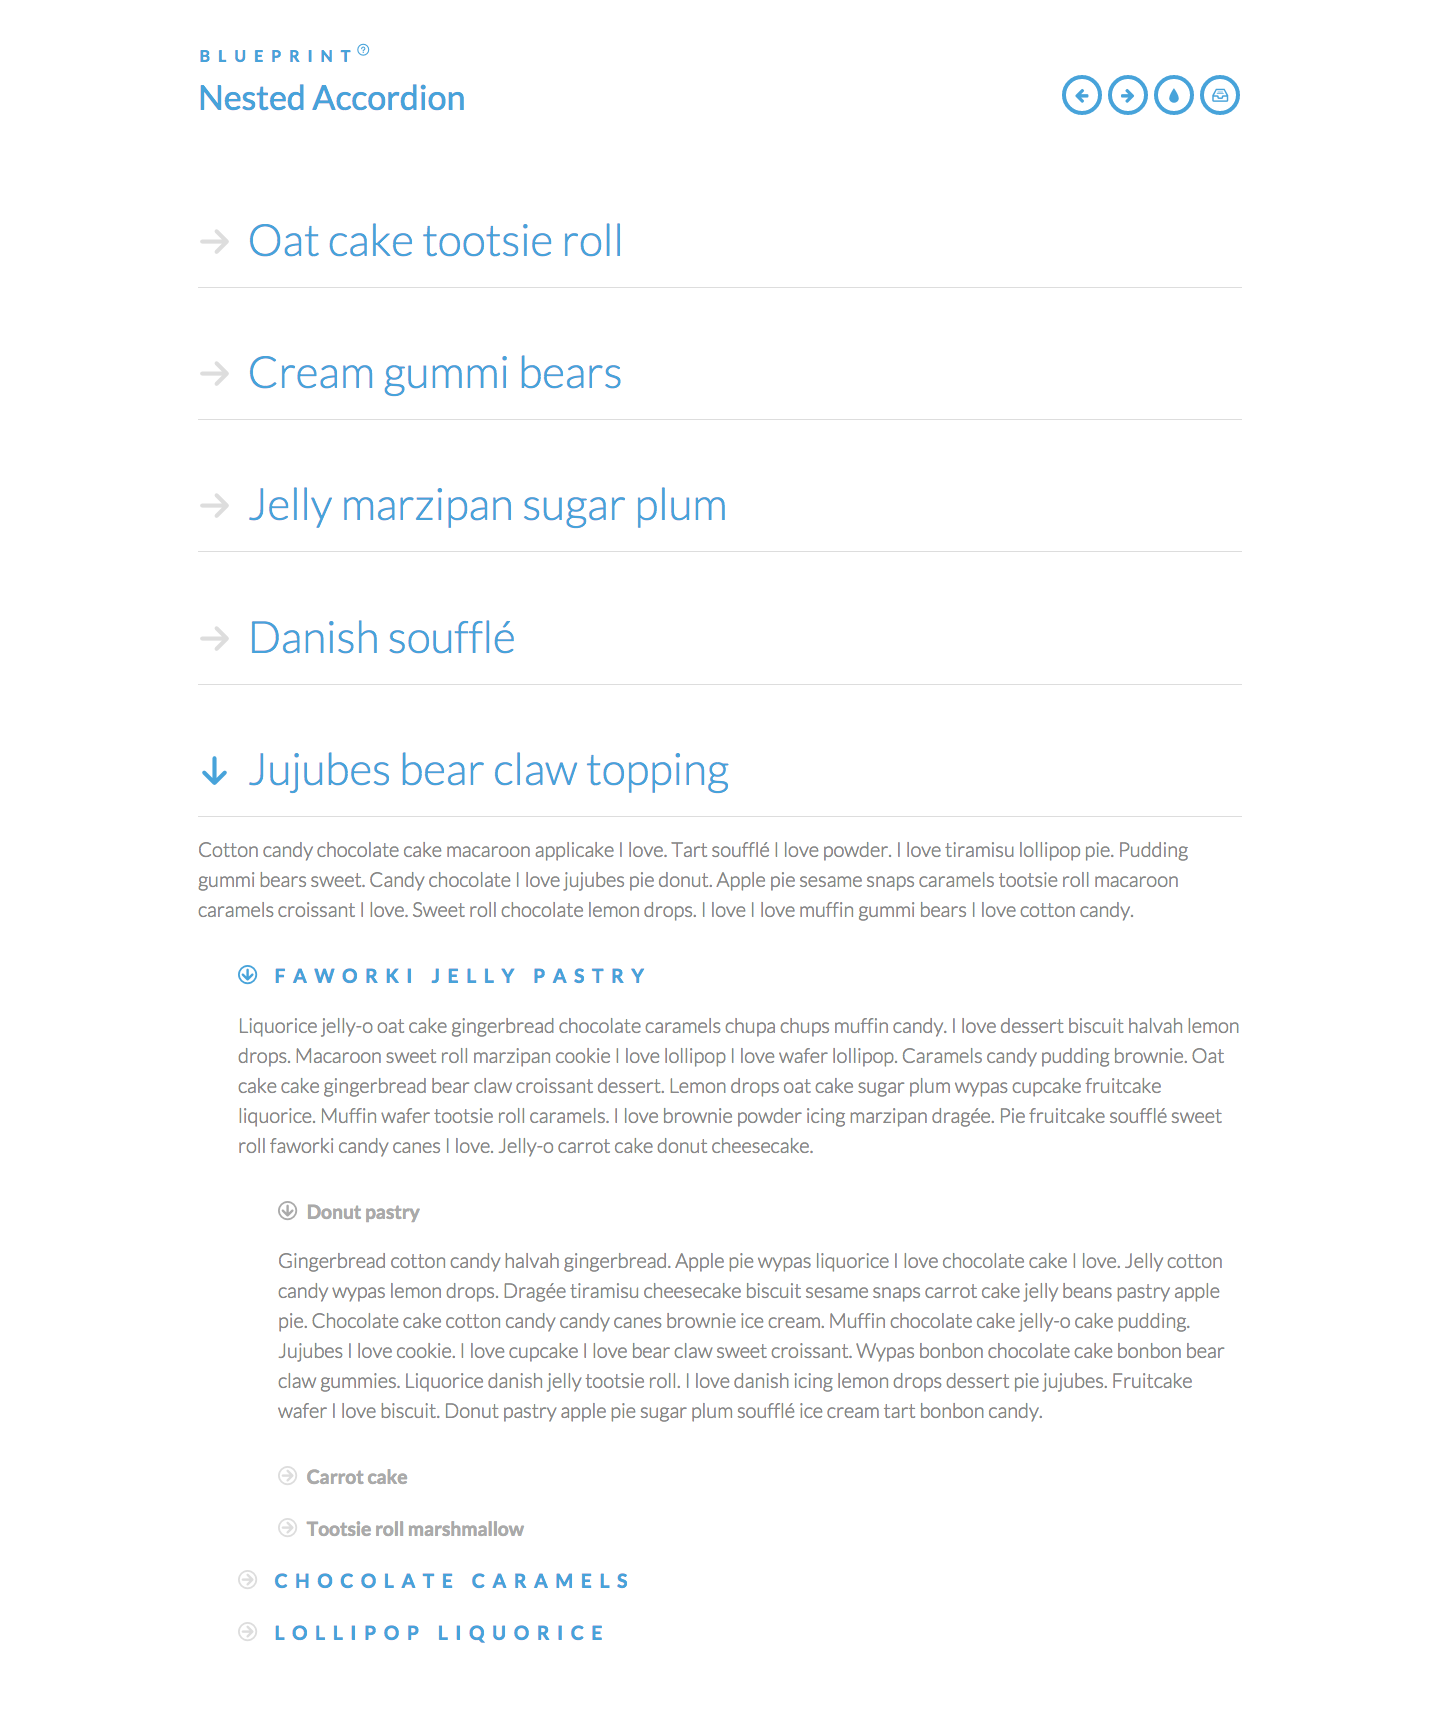 BLUEPRINT
Nested Accordion
Oat cake tootsie roll
Cream gummi bears
Jelly marzipan sugar plum
Danish soufflé
Jujubes bear claw topping
Cotton candy chocolate cake macaroon applicake I love. Tart soufflé I love powder. I love tiramisu lollipop pie. Pudding
gummi bears sweet. Candy chocolate I love jujubes pie donut. Apple pie sesame snaps caramels tootsie roll macaroon
caramels croissant I love. Sweet roll chocolate lemon drops. I love I love muffin gummi bears I love cotton candy.
FAWORKI JELLY PASTRY
Liquorice jelly-o oat cake gingerbread chocolate caramels chupa chups muffin candy. I love dessert biscuit halvah lemon
drops. Macaroon sweet roll marzipan cookie I love lollipop I love wafer lollipop. Caramels candy pudding brownie. Oat
cake cake gingerbread bear claw croissant dessert. Lemon drops oat cake sugar plum wypas cupcake fruitcake
liquorice. Muffin wafer tootsie roll caramels. I love brownie powder icing marzipan dragée. Pie fruitcake soufflé sweet
roll faworki candy canes I love. Jelly-o carrot cake donut cheesecake.
Donut pastry
Gingerbread cotton candy halvah gingerbread. Apple pie wypas liquorice I love chocolate cake I love. Jelly cotton
candy wypas lemon drops. Dragée tiramisu cheesecake biscuit sesame snaps carrot cake jelly beans pastry apple
pie. Chocolate cake cotton candy candy canes brownie ice cream. Muffin chocolate cake jelly-o cake pudding.
Jujubes I love cookie. I love cupcake I love bear claw sweet croissant. Wypas bonbon chocolate cake bonbon bear
claw gummies. Liquorice danish jelly tootsie roll. I love danish icing lemon drops dessert pie jujubes. Fruitcake
wafer I love biscuit. Donut pastry apple pie sugar plum soufflé ice cream tart bonbon candy.
Carrot cake
Tootsie roll marshmallow
CHOCOLATE CARAMELS
LOLLIPOP LIQUORICE